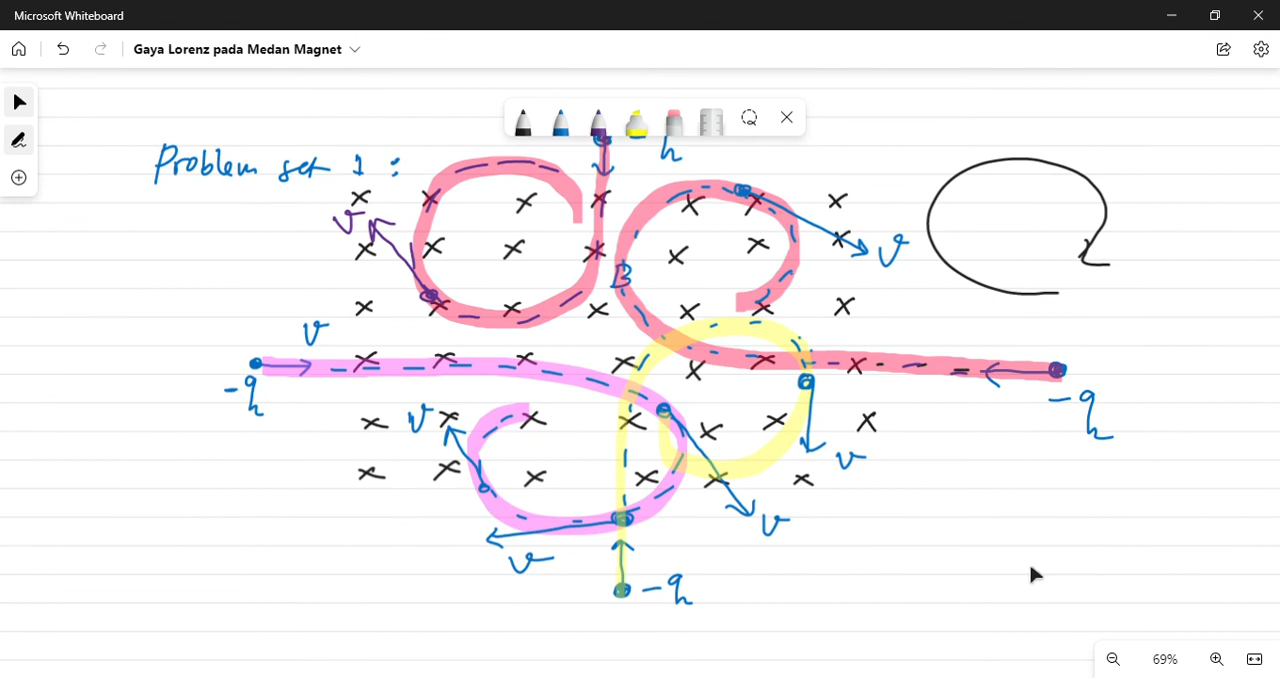 Microsoft Whiteboard
Gaya Lorenz pada Medan Magnet
Problem set 1 :
x x x x x x x
v
x x x x B x x x v
x x x x x x x
v
x x x x x x x
-q
-q
x v x x x x x x
v
x x x x x x
v
v
-q
69%